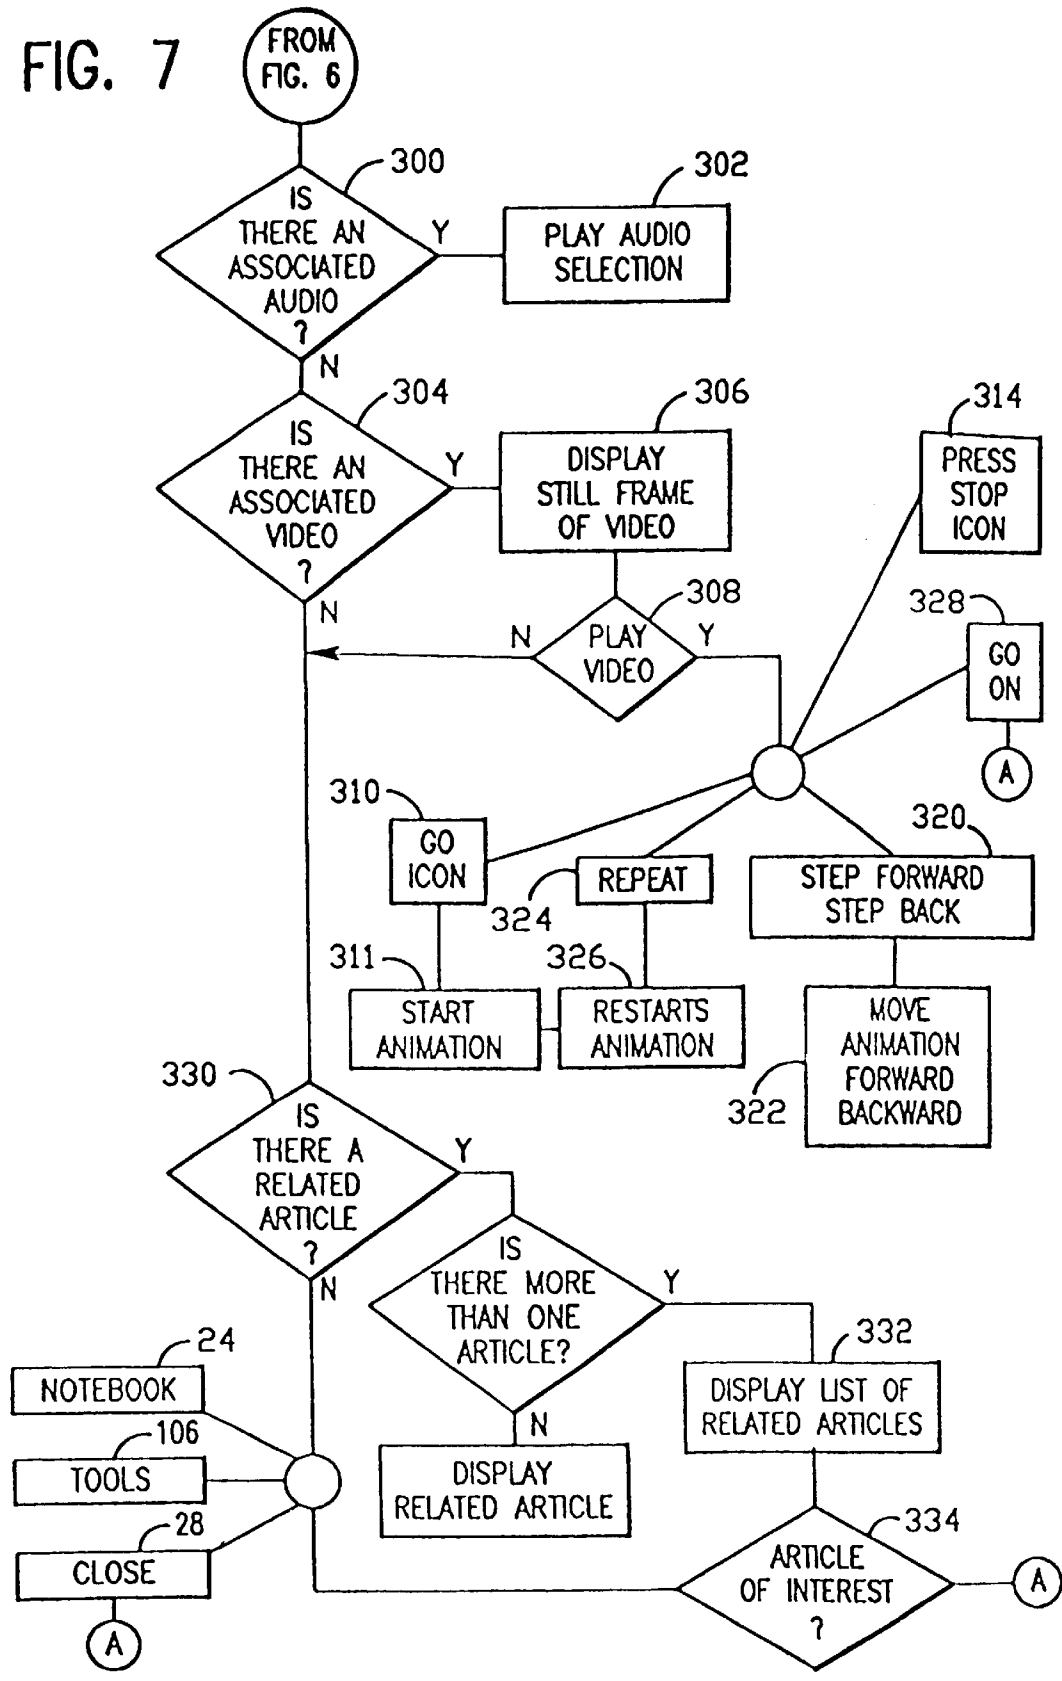 FIG. 7
FROM
FIG. 6
300
IS
THERE AN
ASSOCIATED
AUDIO
?
Y
N
302
PLAY AUDIO
SELECTION
304
IS
THERE AN
ASSOCIATED
VIDEO
?
Y
N
306
DISPLAY
STILL FRAME
OF VIDEO
308
PLAY
VIDEO
N
Y
314
PRESS
STOP
ICON
328
GO
ON
A
310
GO
ICON
324
REPEAT
320
STEP FORWARD
STEP BACK
311
START
ANIMATION
326
RESTARTS
ANIMATION
322
MOVE
ANIMATION
FORWARD
BACKWARD
330
IS
THERE A
RELATED
ARTICLE
?
Y
N
IS
THERE MORE
THAN ONE
ARTICLE?
Y
N
DISPLAY
RELATED ARTICLE
332
DISPLAY LIST OF
RELATED ARTICLES
334
ARTICLE
OF INTEREST
?
A
24
NOTEBOOK
106
TOOLS
28
CLOSE
A